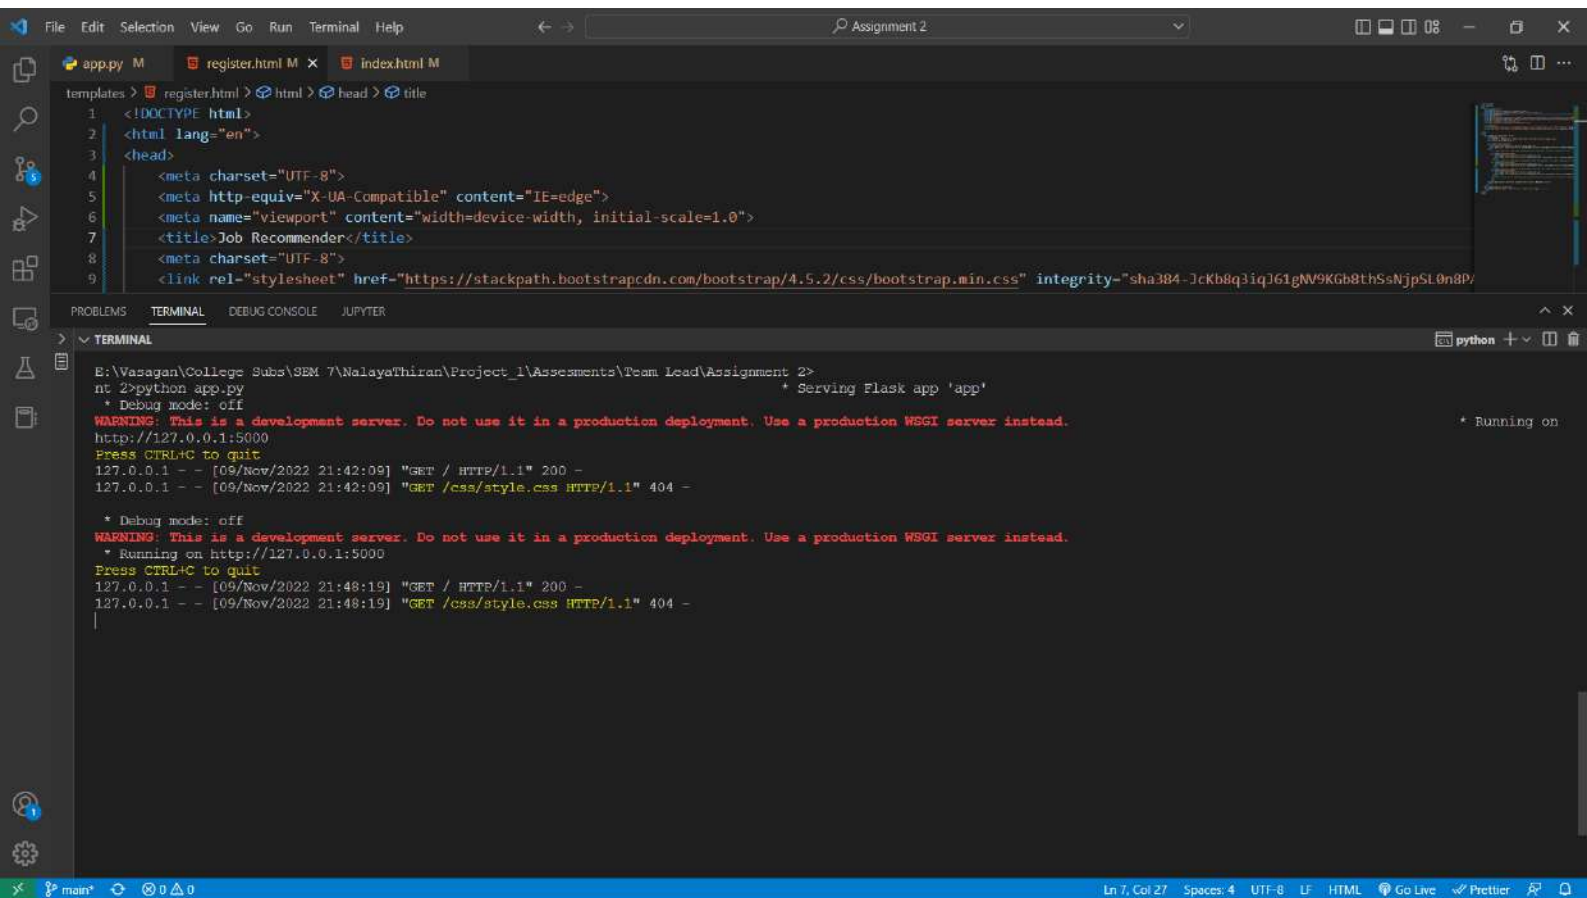 File Edit Selection View Go Run Terminal Help
Assignment 2
app.py M
register.html M
index.html M
templates > register.html > html > head > title
1 <!DOCTYPE html>
2 <html lang="en">
3 <head>
4 <meta charset="UTF-8">
5 <meta http-equiv="X-UA-Compatible" content="IE=edge">
6 <meta name="viewport" content="width=device-width, initial-scale=1.0">
7 <title>Job Recommender</title>
8 <meta charset="UTF-8">
9 <link rel="stylesheet" href="https://stackpath.bootstrapcdn.com/bootstrap/4.5.2/css/bootstrap.min.css" integrity="sha384-JcKb8q3iqJ61gNV9KGb8thSsNjpSL0n8P/
PROBLEMS TERMINAL DEBUG CONSOLE JUPYTER
TERMINAL
python
E:\Vasagan\College Subs\SEM 7\NalayaThiran\Project_1\Assesments\Team Lead\Assignment 2>
nt 2>python app.py * Serving Flask app 'app'
* Debug mode: off
WARNING: This is a development server. Do not use it in a production deployment. Use a production WSGI server instead. * Running on
http://127.0.0.1:5000
Press CTRL+C to quit
127.0.0.1 - - [09/Nov/2022 21:42:09] "GET / HTTP/1.1" 200 -
127.0.0.1 - - [09/Nov/2022 21:42:09] "GET /css/style.css HTTP/1.1" 404 -
* Debug mode: off
WARNING: This is a development server. Do not use it in a production deployment. Use a production WSGI server instead.
* Running on http://127.0.0.1:5000
Press CTRL+C to quit
127.0.0.1 - - [09/Nov/2022 21:48:19] "GET / HTTP/1.1" 200 -
127.0.0.1 - - [09/Nov/2022 21:48:19] "GET /css/style.css HTTP/1.1" 404 -
5
1
main* 0 0
Ln 7, Col 27 Spaces: 4 UTF-8 LF HTML Go Live Prettier